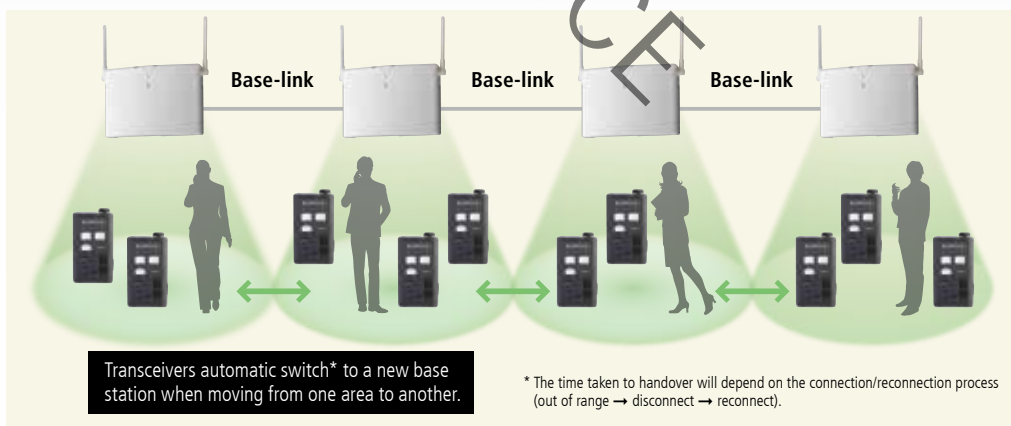 CE
Base-link
Base-link
Base-link
Transceivers automatic switch* to a new base
station when moving from one area to another.
* The time taken to handover will depend on the connection/reconnection process
(out of range ➞ disconnect ➞ reconnect).